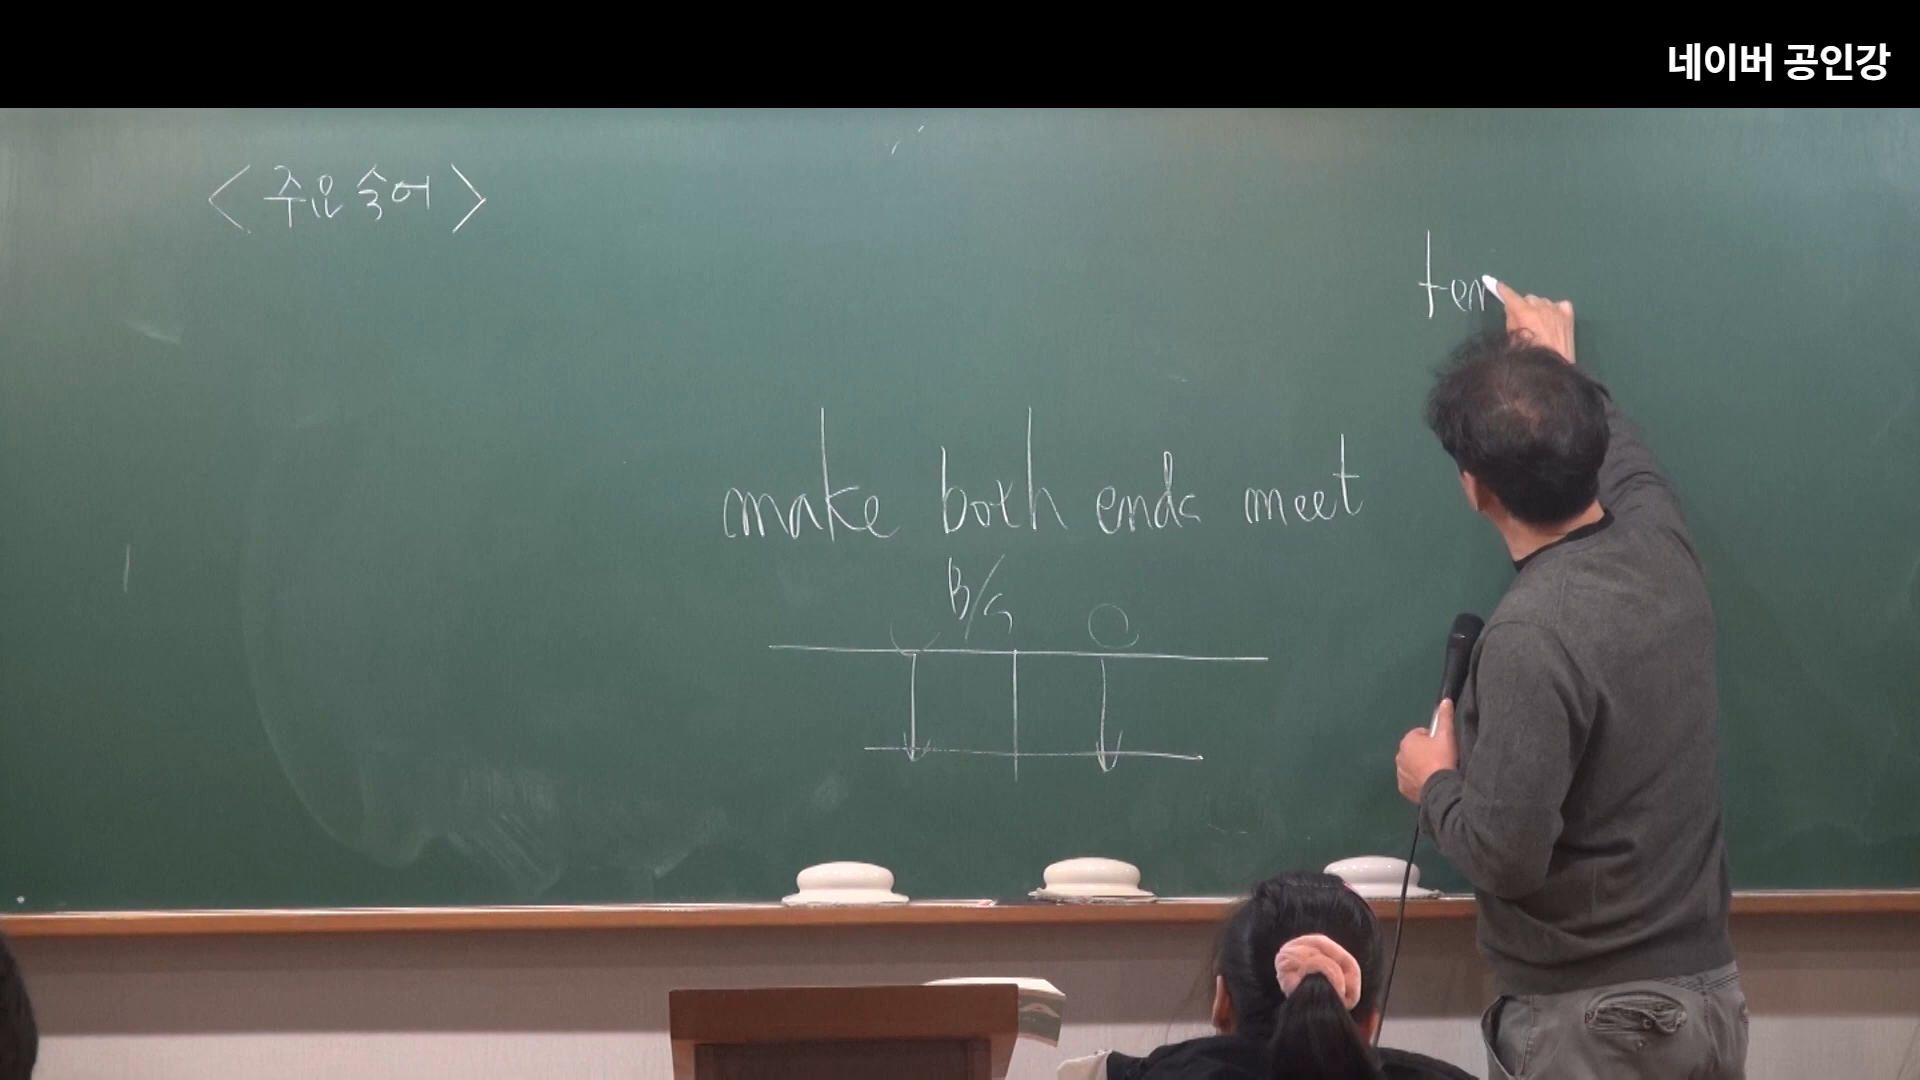 네이버 공인강
< 주요 숙어 >
ten
make both ends meet
B/S